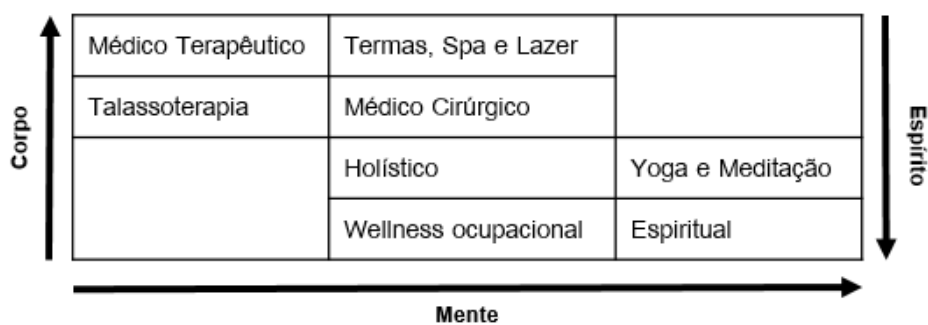 Médico Terapêutico
Termas, Spa e Lazer
Talassoterapia
Médico Cirúrgico
Holístico
Yoga e Meditação
Wellness ocupacional
Espiritual
Corpo
Espírito
Mente